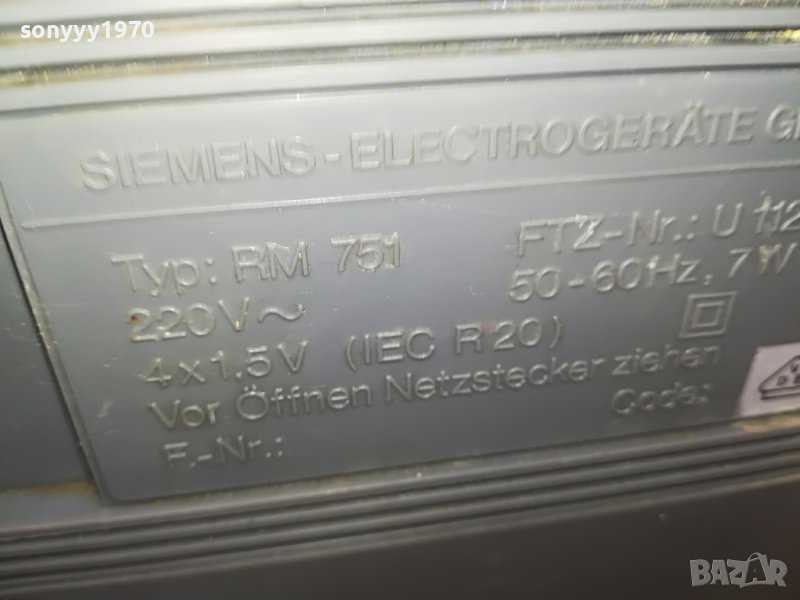 sonyyy1970
SIEMENS-ELECTROGERÄTE
Typ: RM 751 FTZ-Nr.: U
220V~ 50-60Hz, 7W
4x1,5V (IEC R20)
Vor Öffnen Netzstecker ziehen
F.-Nr.: Code:
BAZAR